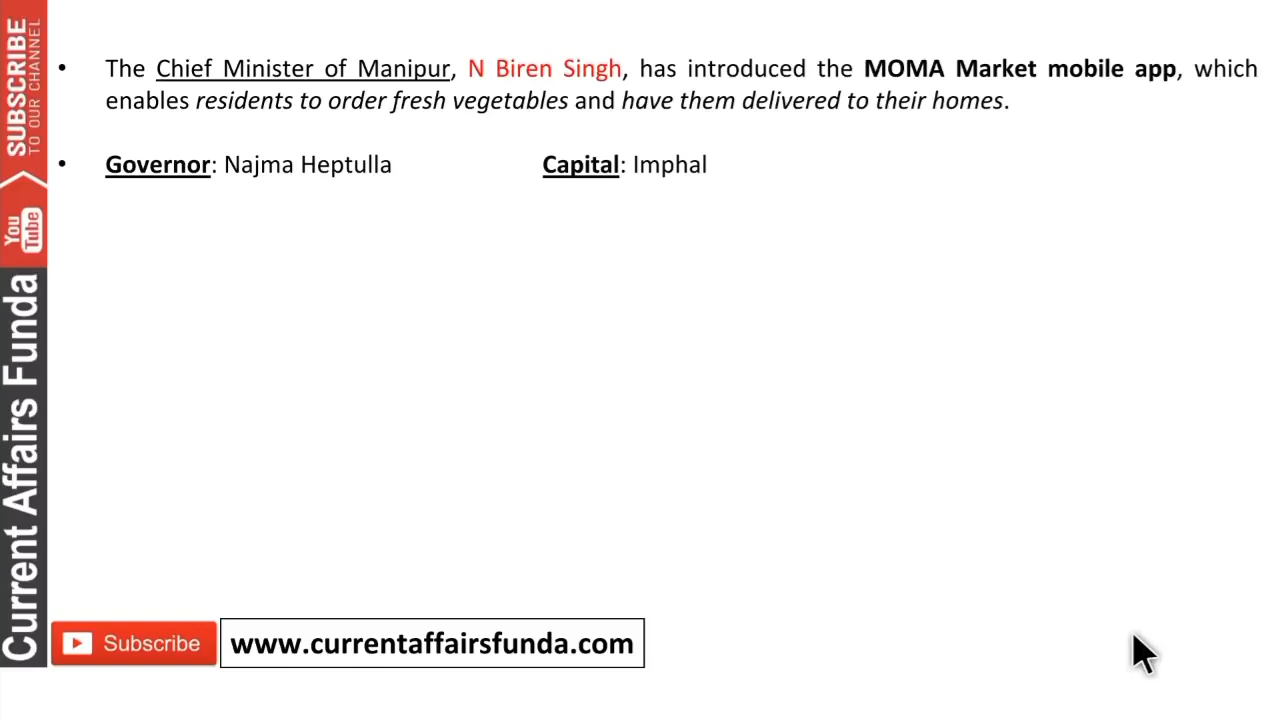 • The Chief Minister of Manipur, N Biren Singh, has introduced the MOMA Market mobile app, which
enables residents to order fresh vegetables and have them delivered to their homes.
• Governor: Najma Heptulla Capital: Imphal
SUBSCRIBE
TO OUR CHANNEL
You
Tube
Current Affairs Funda
Subscribe
www.currentaffairsfunda.com